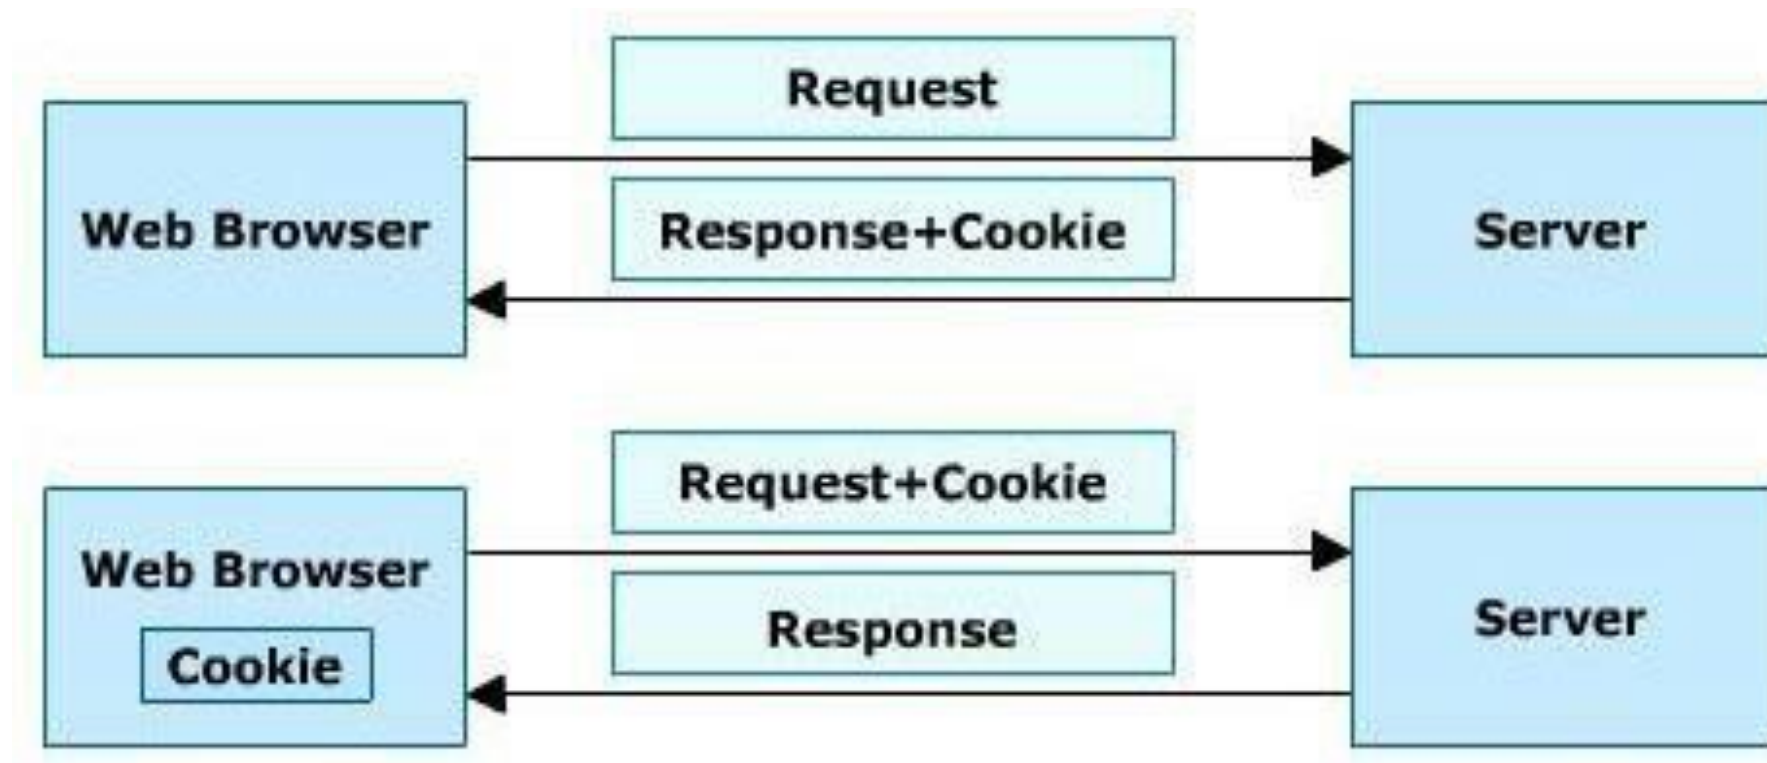 Request
Web Browser
Response+Cookie
Server
Request+Cookie
Web Browser
Cookie
Response
Server